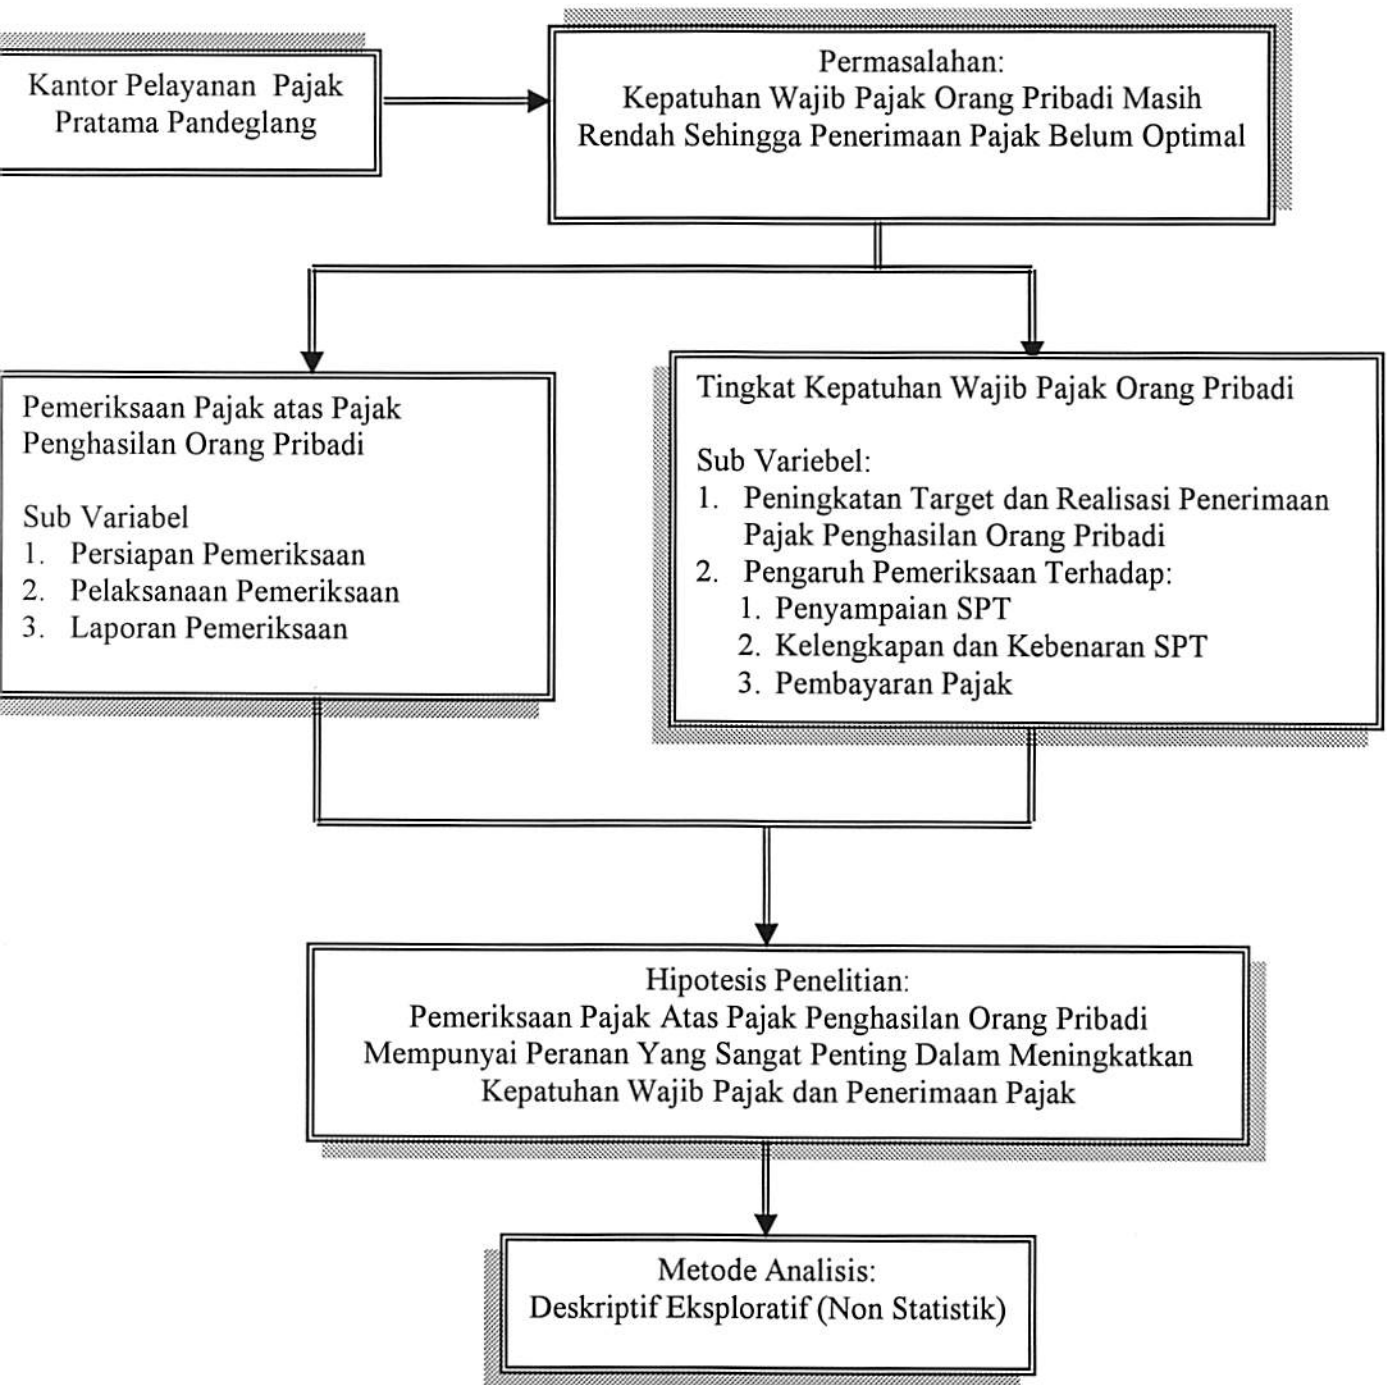 Kantor Pelayanan Pajak
Pratama Pandeglang
Permasalahan:
Kepatuhan Wajib Pajak Orang Pribadi Masih
Rendah Sehingga Penerimaan Pajak Belum Optimal
Pemeriksaan Pajak atas Pajak
Penghasilan Orang Pribadi
Sub Variabel
1. Persiapan Pemeriksaan
2. Pelaksanaan Pemeriksaan
3. Laporan Pemeriksaan
Tingkat Kepatuhan Wajib Pajak Orang Pribadi
Sub Variebel:
1. Peningkatan Target dan Realisasi Penerimaan
Pajak Penghasilan Orang Pribadi
2. Pengaruh Pemeriksaan Terhadap:
1. Penyampaian SPT
2. Kelengkapan dan Kebenaran SPT
3. Pembayaran Pajak
Hipotesis Penelitian:
Pemeriksaan Pajak Atas Pajak Penghasilan Orang Pribadi
Mempunyai Peranan Yang Sangat Penting Dalam Meningkatkan
Kepatuhan Wajib Pajak dan Penerimaan Pajak
Metode Analisis:
Deskriptif Eksploratif (Non Statistik)